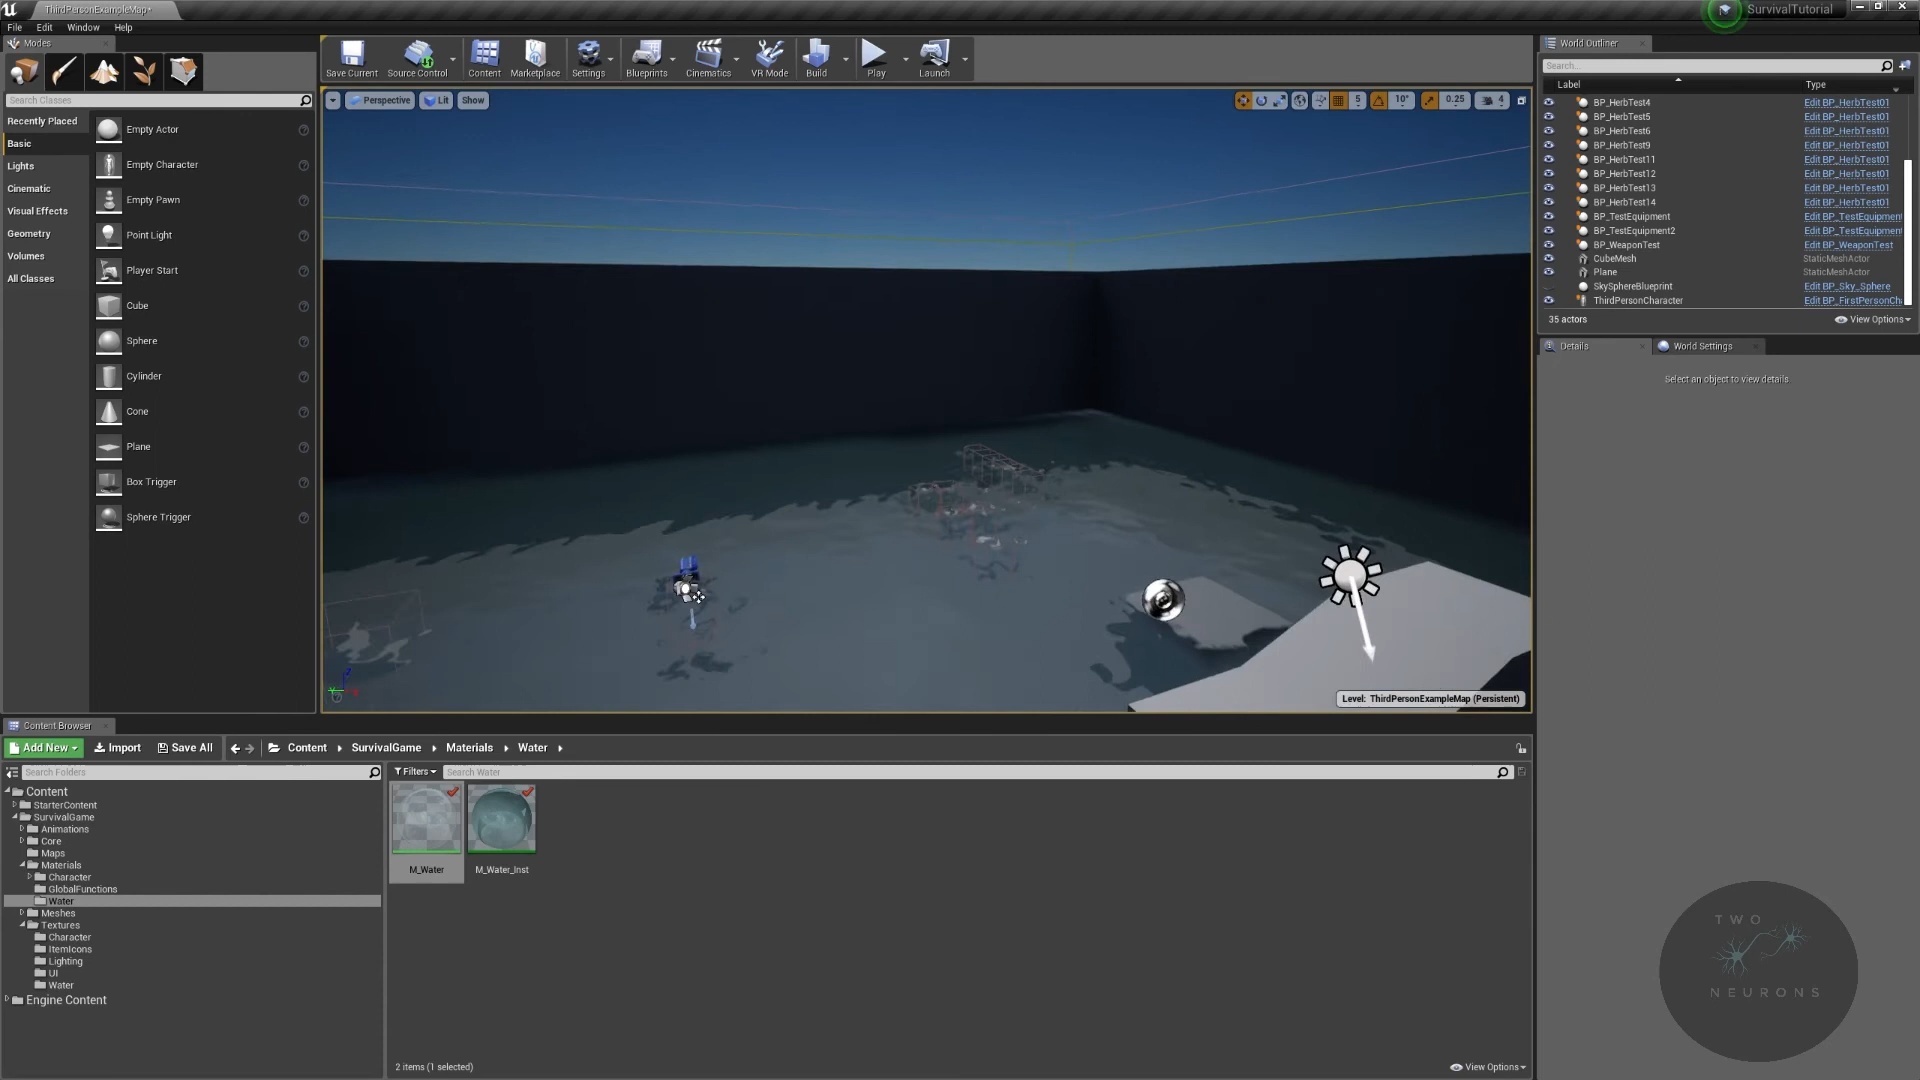 ThirdPersonExampleMap*
SurvivalTutorial
File Edit Window Help
Modes
Search Classes
Recently Placed
Basic
Lights
Cinematic
Visual Effects
Geometry
Volumes
All Classes
Empty Actor
Empty Character
Empty Pawn
Point Light
Player Start
Cube
Sphere
Cylinder
Cone
Plane
Box Trigger
Sphere Trigger
Save Current
Source Control
Content
Marketplace
Settings
Blueprints
Cinematics
VR Mode
Build
Play
Launch
Perspective
Lit
Show
5
10°
0.25
4
Level: ThirdPersonExampleMap (Persistent)
World Outliner
Search...
Label Type
BP_HerbTest4 Edit BP_HerbTest01
BP_HerbTest5 Edit BP_HerbTest01
BP_HerbTest6 Edit BP_HerbTest01
BP_HerbTest9 Edit BP_HerbTest01
BP_HerbTest11 Edit BP_HerbTest01
BP_HerbTest12 Edit BP_HerbTest01
BP_HerbTest13 Edit BP_HerbTest01
BP_HerbTest14 Edit BP_HerbTest01
BP_TestEquipment Edit BP_TestEquipment
BP_TestEquipment2 Edit BP_TestEquipment
BP_WeaponTest Edit BP_WeaponTest
CubeMesh StaticMeshActor
Plane StaticMeshActor
SkySphereBlueprint Edit BP_Sky_Sphere
ThirdPersonCharacter Edit BP_FirstPersonCh
35 actors
View Options
Details
World Settings
Select an object to view details
Content Browser
Add New
Import
Save All
Content
SurvivalGame
Materials
Water
Search Folders
Content
StarterContent
SurvivalGame
Animations
Core
Maps
Materials
Character
GlobalFunctions
Water
Meshes
Textures
Character
ItemIcons
Lighting
UI
Water
Engine Content
Filters
Search Water
M_Water
M_Water_Inst
2 items (1 selected)
View Options
TWO
NEURONS